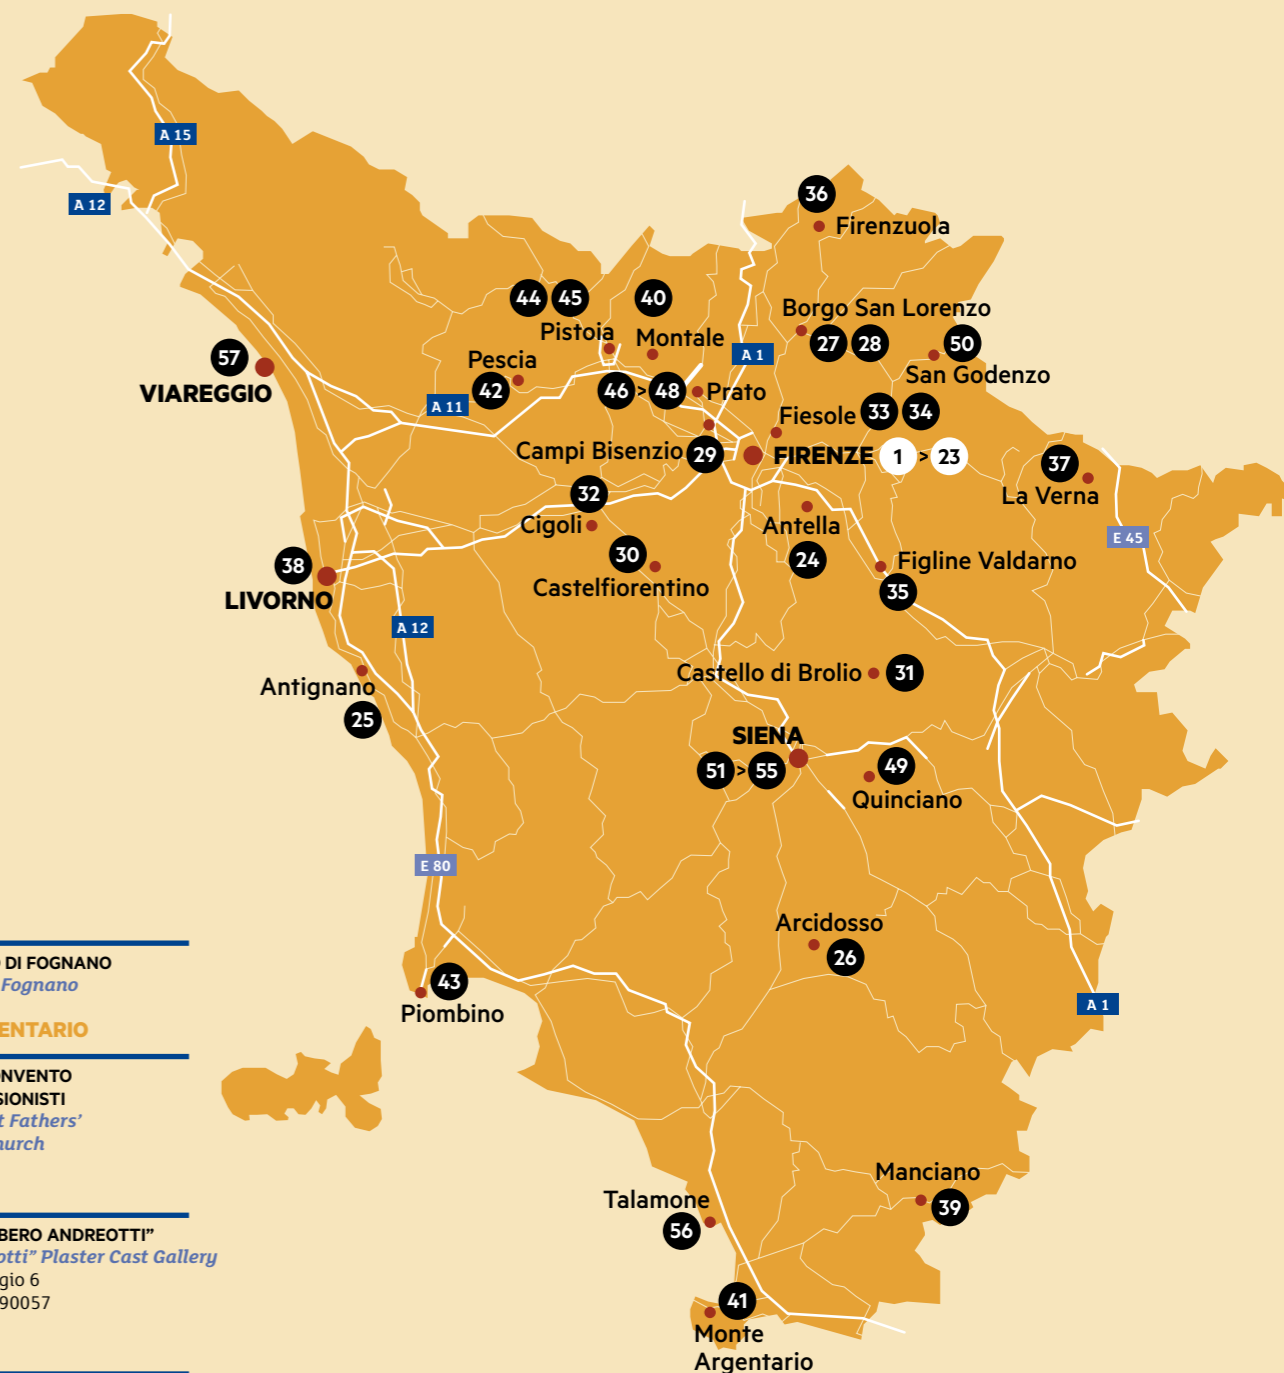 A 15
A 12
36
Firenzuola
44 45
40
Pistoia
Montale
Borgo San Lorenzo
27 28
50
San Godenzo
57
VIAREGGIO
Pescia
42
A 11
A 1
46 > 48
Prato
Fiesole 33 34
Campi Bisenzio 29
FIRENZE 1 > 23
37
La Verna
32
Cigoli
Antella
24
E 45
30
Castelfiorentino
Figline Valdarno
35
38
LIVORNO
A 12
Antignano
25
Castello di Brolio 31
SIENA
51 > 55
49
Quinciano
E 80
Arcidosso
26
43
Piombino
A 1
Manciano
39
Talamone
56
41
Monte
Argentario
DI FOGNANO
Fognano
ENTARIO
ONVENTO
SIONISTI
t Fathers’
hurch
BERO ANDREOTTI”
otti” Plaster Cast Gallery
gio 6
90057